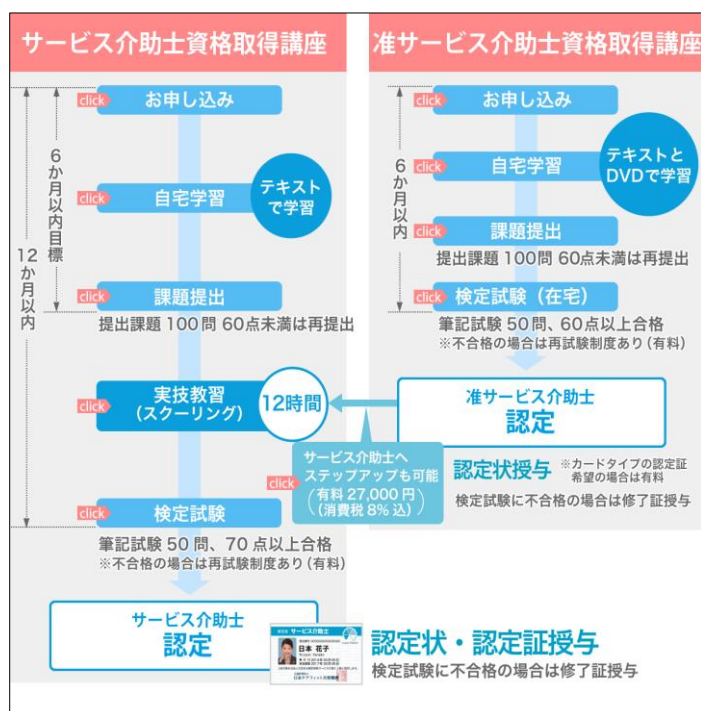 サービス介助士資格取得講座
click
お申し込み
6か月以内目標
12か月以内
click
自宅学習
テキスト
で学習
click
課題提出
提出課題100問 60点未満は再提出
click
実技教習
(スクーリング)
12時間
click
検定試験
筆記試験50問、70点以上合格
※不合格の場合は再試験制度あり(有料)
サービス介助士
認定
准サービス介助士資格取得講座
click
お申し込み
6か月以内
click
自宅学習
テキストと
DVDで学習
click
課題提出
提出課題100問 60点未満は再提出
click
検定試験(在宅)
筆記試験50問、60点以上合格
※不合格の場合は再試験制度あり(有料)
准サービス介助士
認定
click
サービス介助士へ
ステップアップも可能
(有料27,000円
(消費税8%込))
認定状授与
※カードタイプの認定証
希望の場合は有料
検定試験に不合格の場合は修了証授与
サービス介助士
日本 花子
認定状・認定証授与
検定試験に不合格の場合は修了証授与